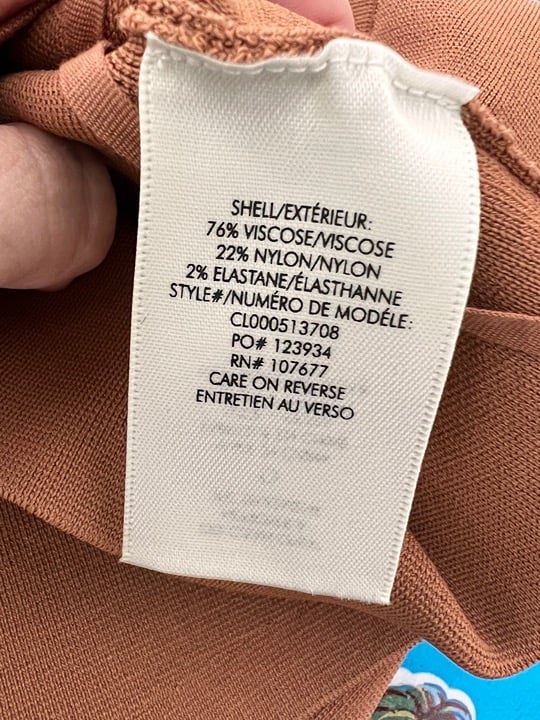 SHELL/EXTÉRIEUR:
76% VISCOSE/VISCOSE
22% NYLON/NYLON
2% ELASTANE/ÉLASTHANNE
STYLE#/NUMÉRO DE MODÉLE:
CL000513708
PO# 123934
RN# 107677
CARE ON REVERSE
ENTRETIEN AU VERSO